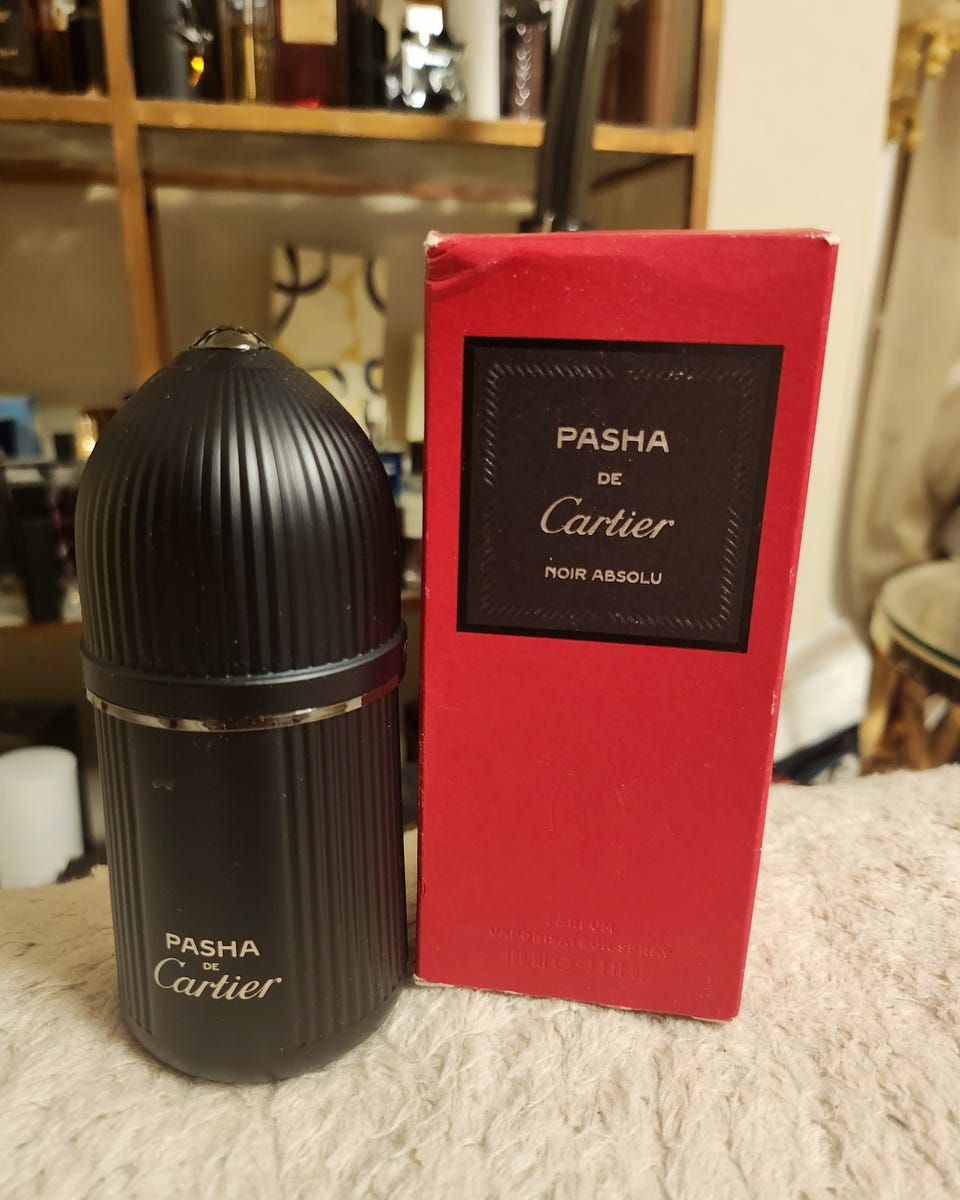 PASHA
DE
Cartier
NOIR ABSOLU
PARFUM
VAPORISATEUR SPRAY
PASHA
DE
Cartier